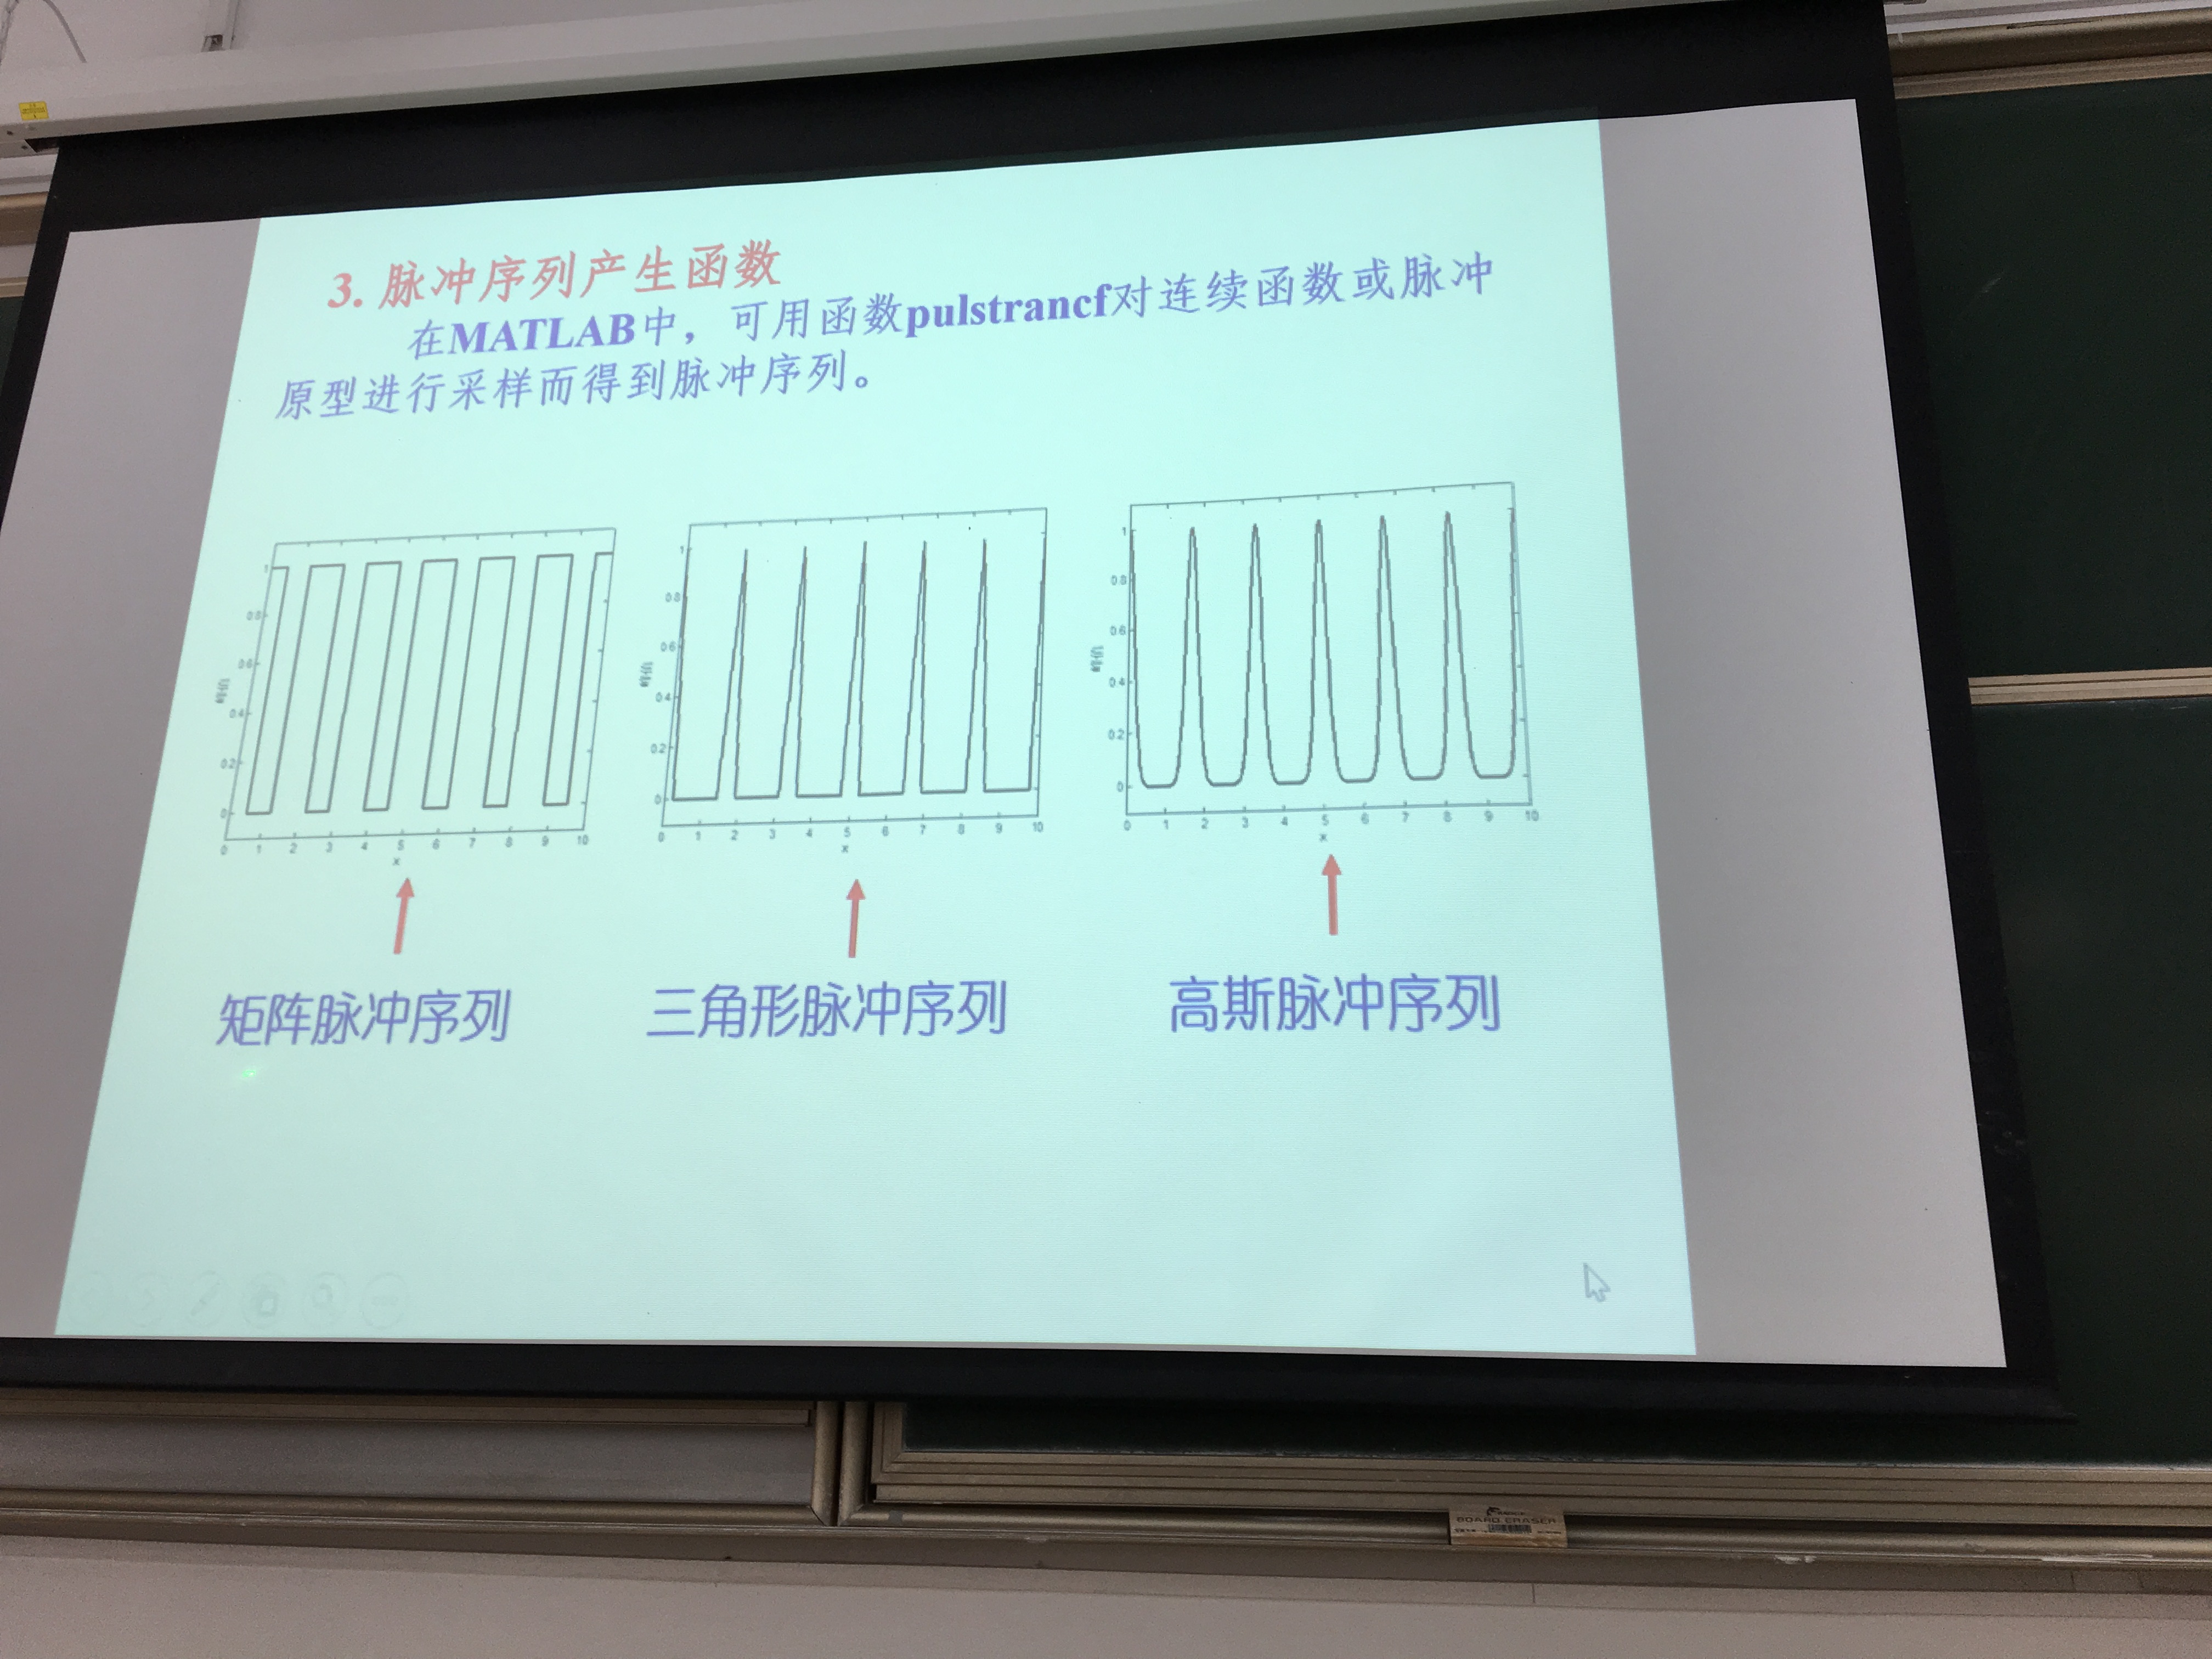 3. 脉冲序列产生函数
在MATLAB中，可用函数pulstrancf对连续函数或脉冲
原型进行采样而得到脉冲序列。
1
0.8
0.6
0.4
0.2
0
峰值
0 1 2 3 4 5 6 7 8 9 10
x
1
0.8
0.6
0.4
0.2
0
峰值
0 1 2 3 4 5 6 7 8 9 10
x
1
0.8
0.6
0.4
0.2
0
峰值
0 1 2 3 4 5 6 7 8 9 10
x
矩阵脉冲序列
三角形脉冲序列
高斯脉冲序列
BOARD ERASER